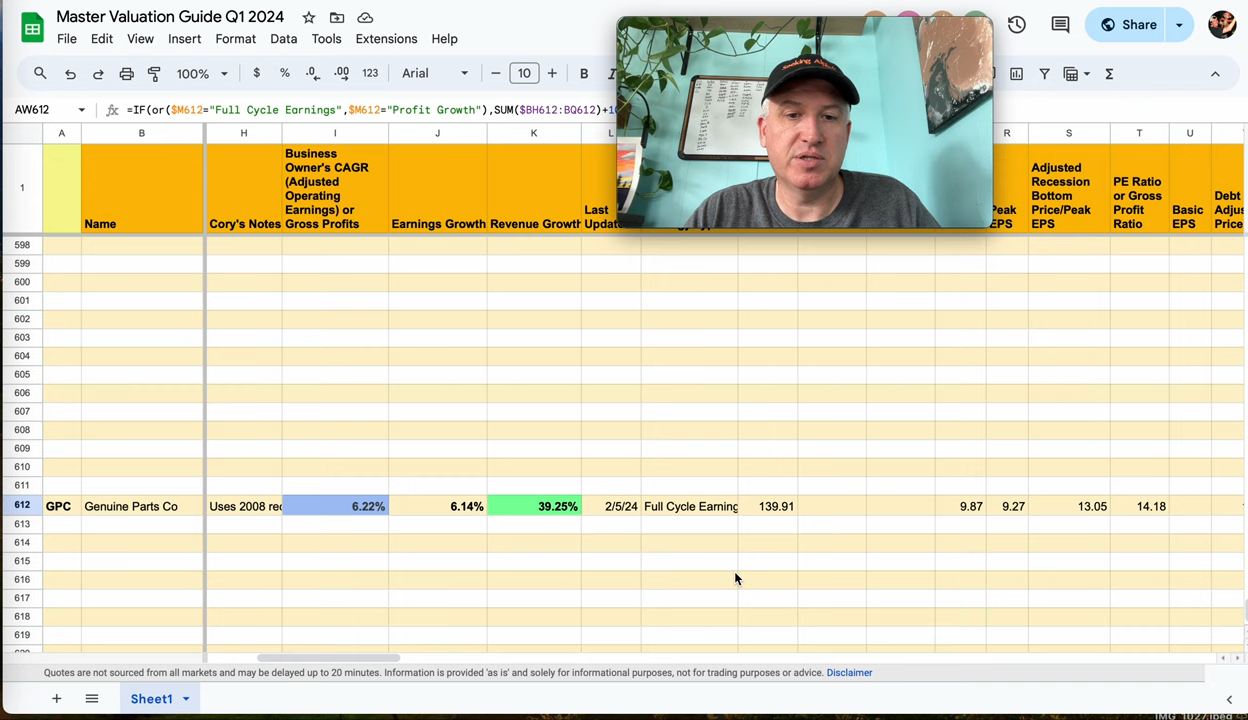 Master Valuation Guide Q1 2024
File Edit View Insert Format Data Tools Extensions Help
Share
100% $ % .0 .00 123 Arial 10 B
AW612 fx =IF(or($M612="Full Cycle Earnings",$M612="Profit Growth"),SUM($BH612:BQ612)+1
A B H I J K L R S T U
1 Name Cory's Notes Business Owner's CAGR (Adjusted Operating Earnings) or Gross Profits Earnings Growth Revenue Growth Last Peak EPS Adjusted Recession Bottom Price/Peak EPS PE Ratio or Gross Profit Ratio Basic EPS Debt
598
599
600
601
602
603
604
605
606
607
608
609
610
611
612 GPC Genuine Parts Co Uses 2008 rec 6.22% 6.14% 39.25% 2/5/24 Full Cycle Earning 139.91 9.87 9.27 13.05 14.18
613
614
615
616
617
618
619
Quotes are not sourced from all markets and may be delayed up to 20 minutes. Information is provided 'as is' and solely for informational purposes, not for trading purposes or advice. Disclaimer
Sheet1
IMG_1027.jpeg